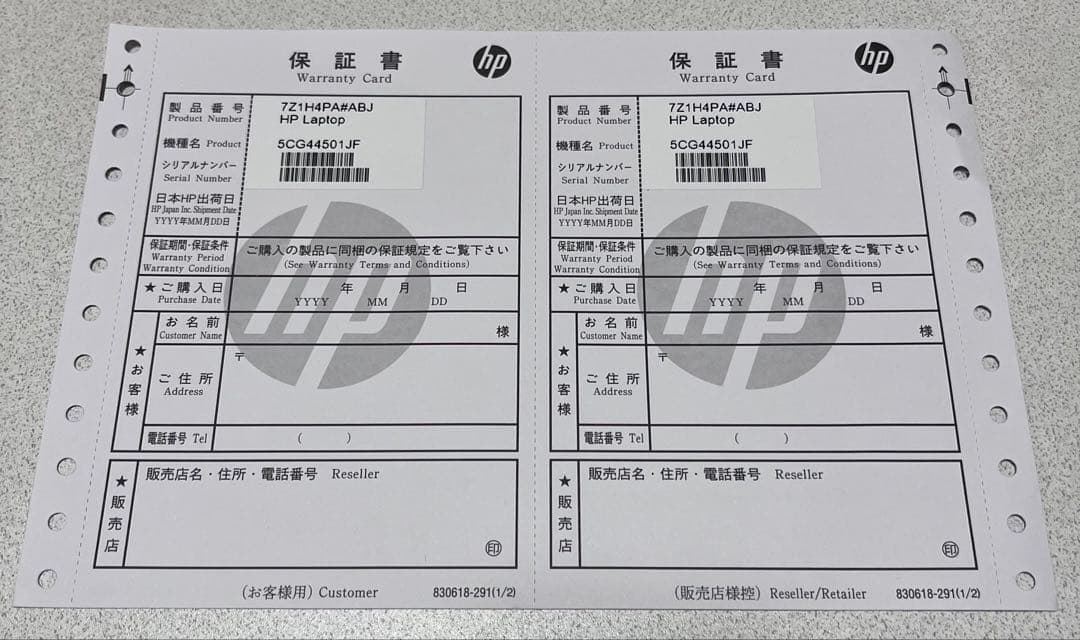 保証書
Warranty Card
hp
製品番号
Product Number
7Z1H4PA#ABJ
HP Laptop
機種名 Product
5CG44501JF
シリアルナンバー
Serial Number
日本HP出荷日
HP Japan Inc. Shipment Date
YYYY年MM月DD日
保証期間・保証条件
Warranty Period
Warranty Condition
ご購入の製品に同梱の保証規定をご覧下さい
(See Warranty Terms and Conditions)
★ご購入日
Purchase Date
年 月 日
YYYY MM DD
hp
★お客様
お名前
Customer Name
様
ご住所
Address
〒
電話番号 Tel
( )
★販売店
販売店名・住所・電話番号 Reseller
印
(お客様用) Customer
830618-291(1/2)
保証書
Warranty Card
hp
製品番号
Product Number
7Z1H4PA#ABJ
HP Laptop
機種名 Product
5CG44501JF
シリアルナンバー
Serial Number
日本HP出荷日
HP Japan Inc. Shipment Date
YYYY年MM月DD日
保証期間・保証条件
Warranty Period
Warranty Condition
ご購入の製品に同梱の保証規定をご覧下さい
(See Warranty Terms and Conditions)
★ご購入日
Purchase Date
年 月 日
YYYY MM DD
hp
★お客様
お名前
Customer Name
様
ご住所
Address
〒
電話番号 Tel
( )
★販売店
販売店名・住所・電話番号 Reseller
印
(販売店様控) Reseller/Retailer
830618-291(1/2)